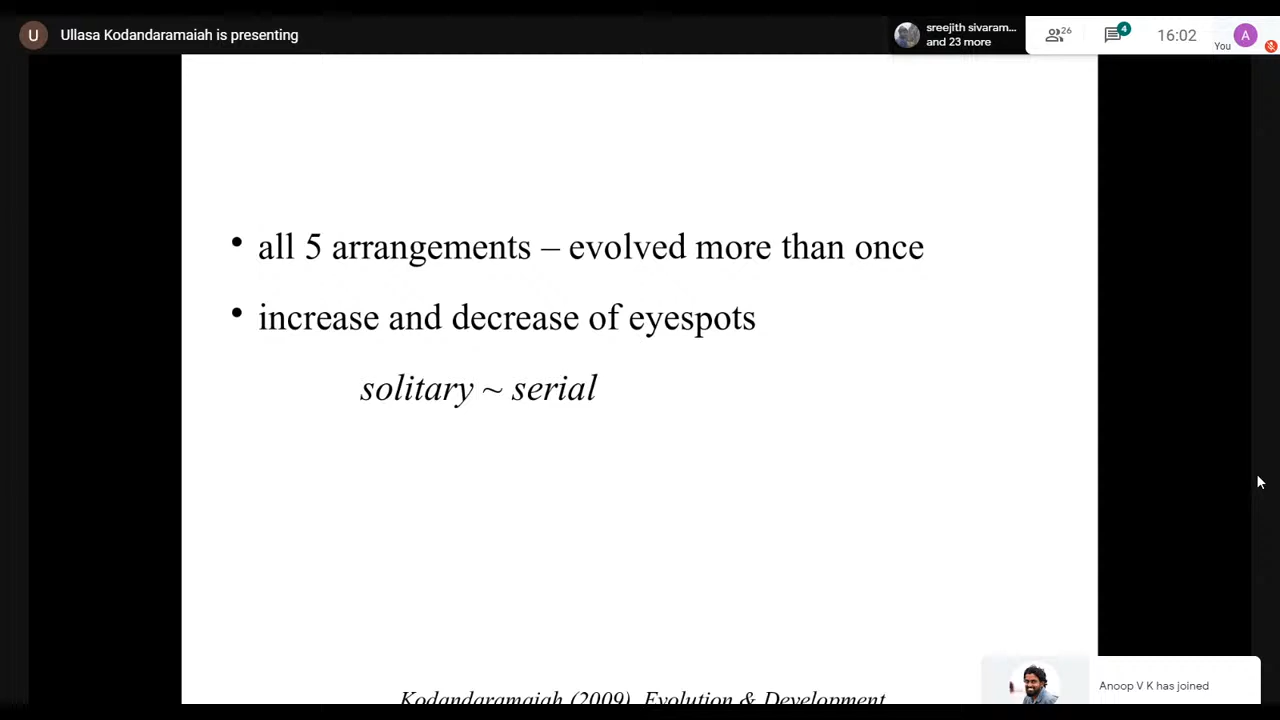 U
Ullasa Kodandaramaiah is presenting
sreejith sivaram...
and 23 more
26
4
16:02
You
A
• all 5 arrangements – evolved more than once
• increase and decrease of eyespots
solitary ~ serial
Kodandaramaiah (2009) Evolution & Development
Anoop V K has joined